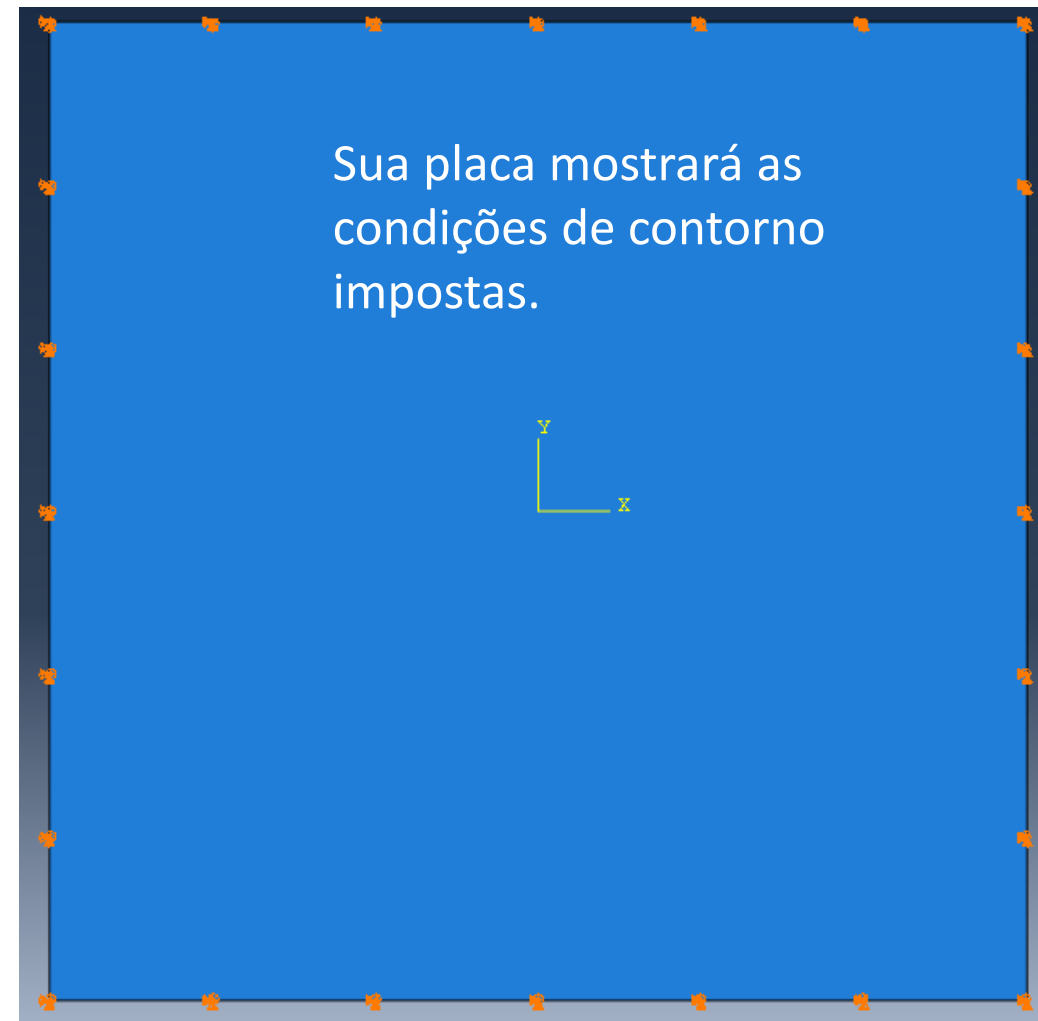 Sua placa mostrará as
condições de contorno
impostas.
Y
X